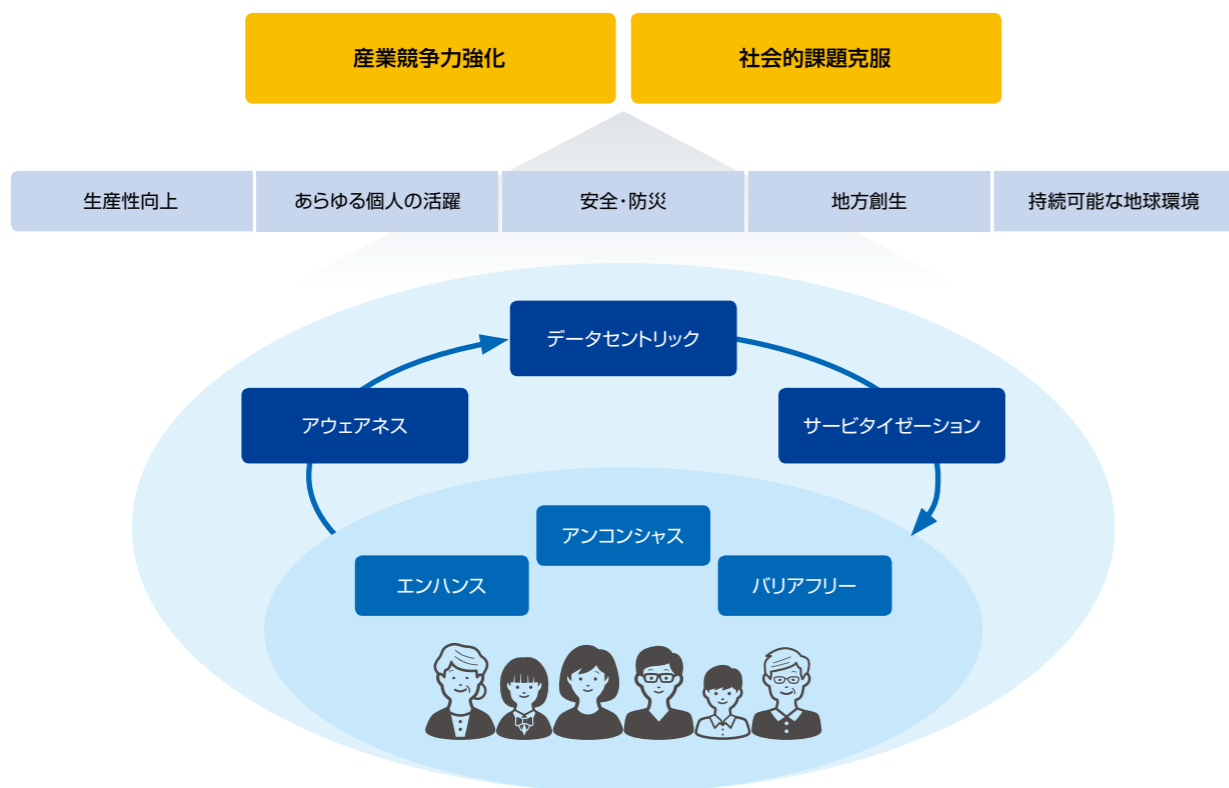 産業競争力強化
社会的課題克服
生産性向上
あらゆる個人の活躍
安全・防災
地方創生
持続可能な地球環境
データセントリック
アウェアネス
サービタイゼーション
アンコンシャス
エンハンス
バリアフリー